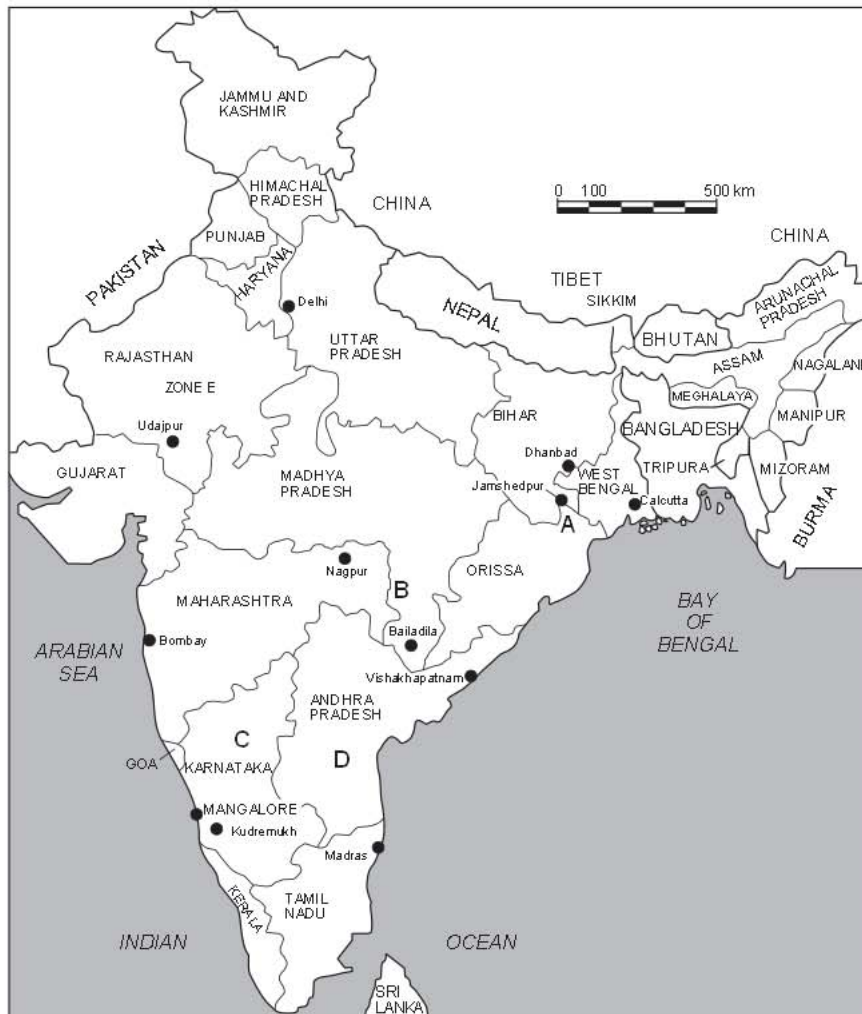 JAMMU AND
KASHMIR
HIMACHAL
PRADESH
CHINA
0 100 500 km
PUNJAB
CHINA
PAKISTAN
HARYANA
TIBET
SIKKIM
ARUNACHAL
PRADESH
Delhi
NEPAL
BHUTAN
UTTAR
PRADESH
RAJASTHAN
ASSAM
NAGALAND
ZONE E
MEGHALAYA
BIHAR
MANIPUR
BANGLADESH
Udajpur
Dhanbad
GUJARAT
MADHYA
PRADESH
WEST
BENGAL
TRIPURA
MIZORAM
Jamshedpur
Calcutta
A
BURMA
Nagpur
ORISSA
MAHARASHTRA
B
BAY
OF
BENGAL
Bailadila
Bombay
ARABIAN
SEA
Vishakhapatnam
ANDHRA
PRADESH
C
D
GOA
KARNATAKA
MANGALORE
Kudremukh
Madras
KERALA
TAMIL
NADU
INDIAN
OCEAN
SRI
LANKA